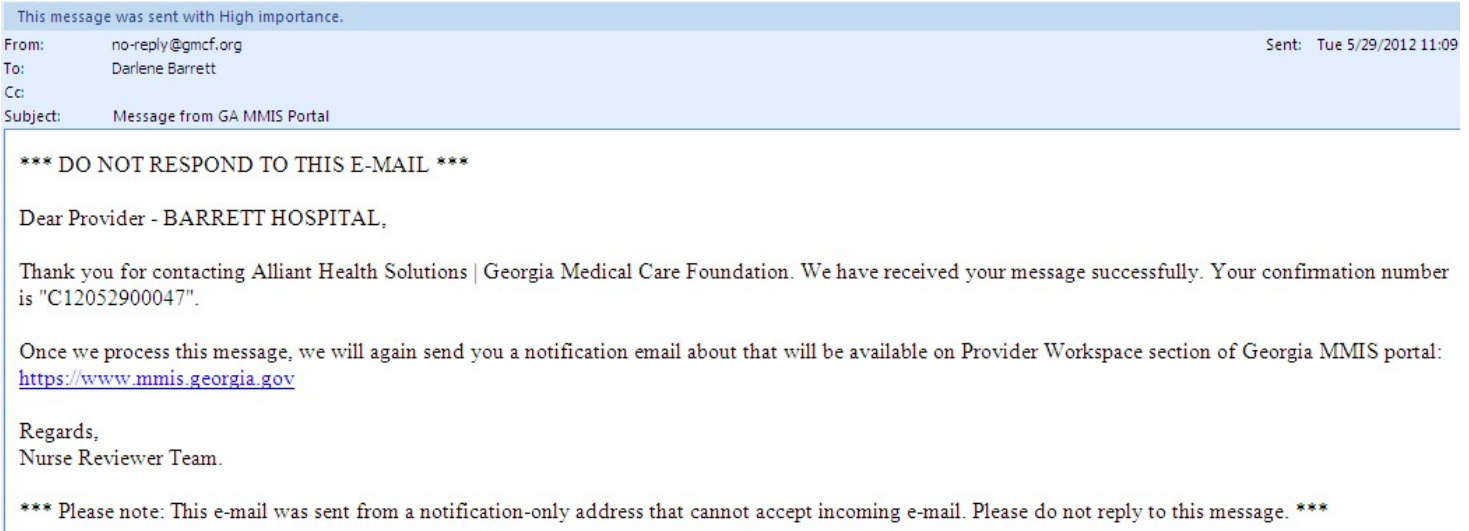 This message was sent with High importance.
From: no-reply@gmcf.org Sent: Tue 5/29/2012 11:09
To: Darlene Barrett
Cc:
Subject: Message from GA MMIS Portal
*** DO NOT RESPOND TO THIS E-MAIL ***
Dear Provider - BARRETT HOSPITAL,
Thank you for contacting Alliant Health Solutions | Georgia Medical Care Foundation. We have received your message successfully. Your confirmation number
is "C12052900047".
Once we process this message, we will again send you a notification email about that will be available on Provider Workspace section of Georgia MMIS portal:
https://www.mmis.georgia.gov
Regards,
Nurse Reviewer Team.
*** Please note: This e-mail was sent from a notification-only address that cannot accept incoming e-mail. Please do not reply to this message. ***